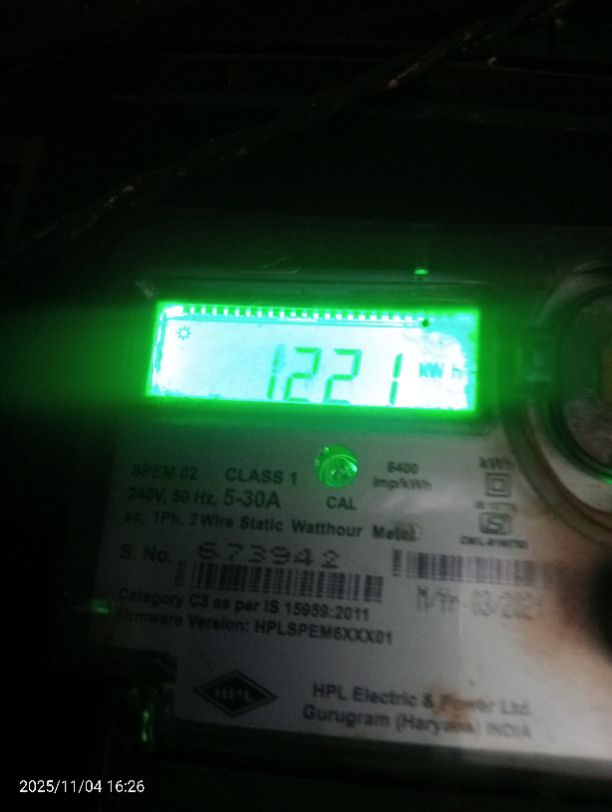 1221 kW h
SPEM 02 CLASS 1
6400 imp/kWh
kWh
240V, 50 Hz, 5-30A
CAL
ac, 1Ph, 2 Wire Static Watthour Meter
S. No. 673942
Category C3 as per IS 15959:2011
Firmware Version: HPLSPEM6XXX01
HPL
HPL Electric & Power Ltd.
Gurugram (Haryana) INDIA
2025/11/04 16:26